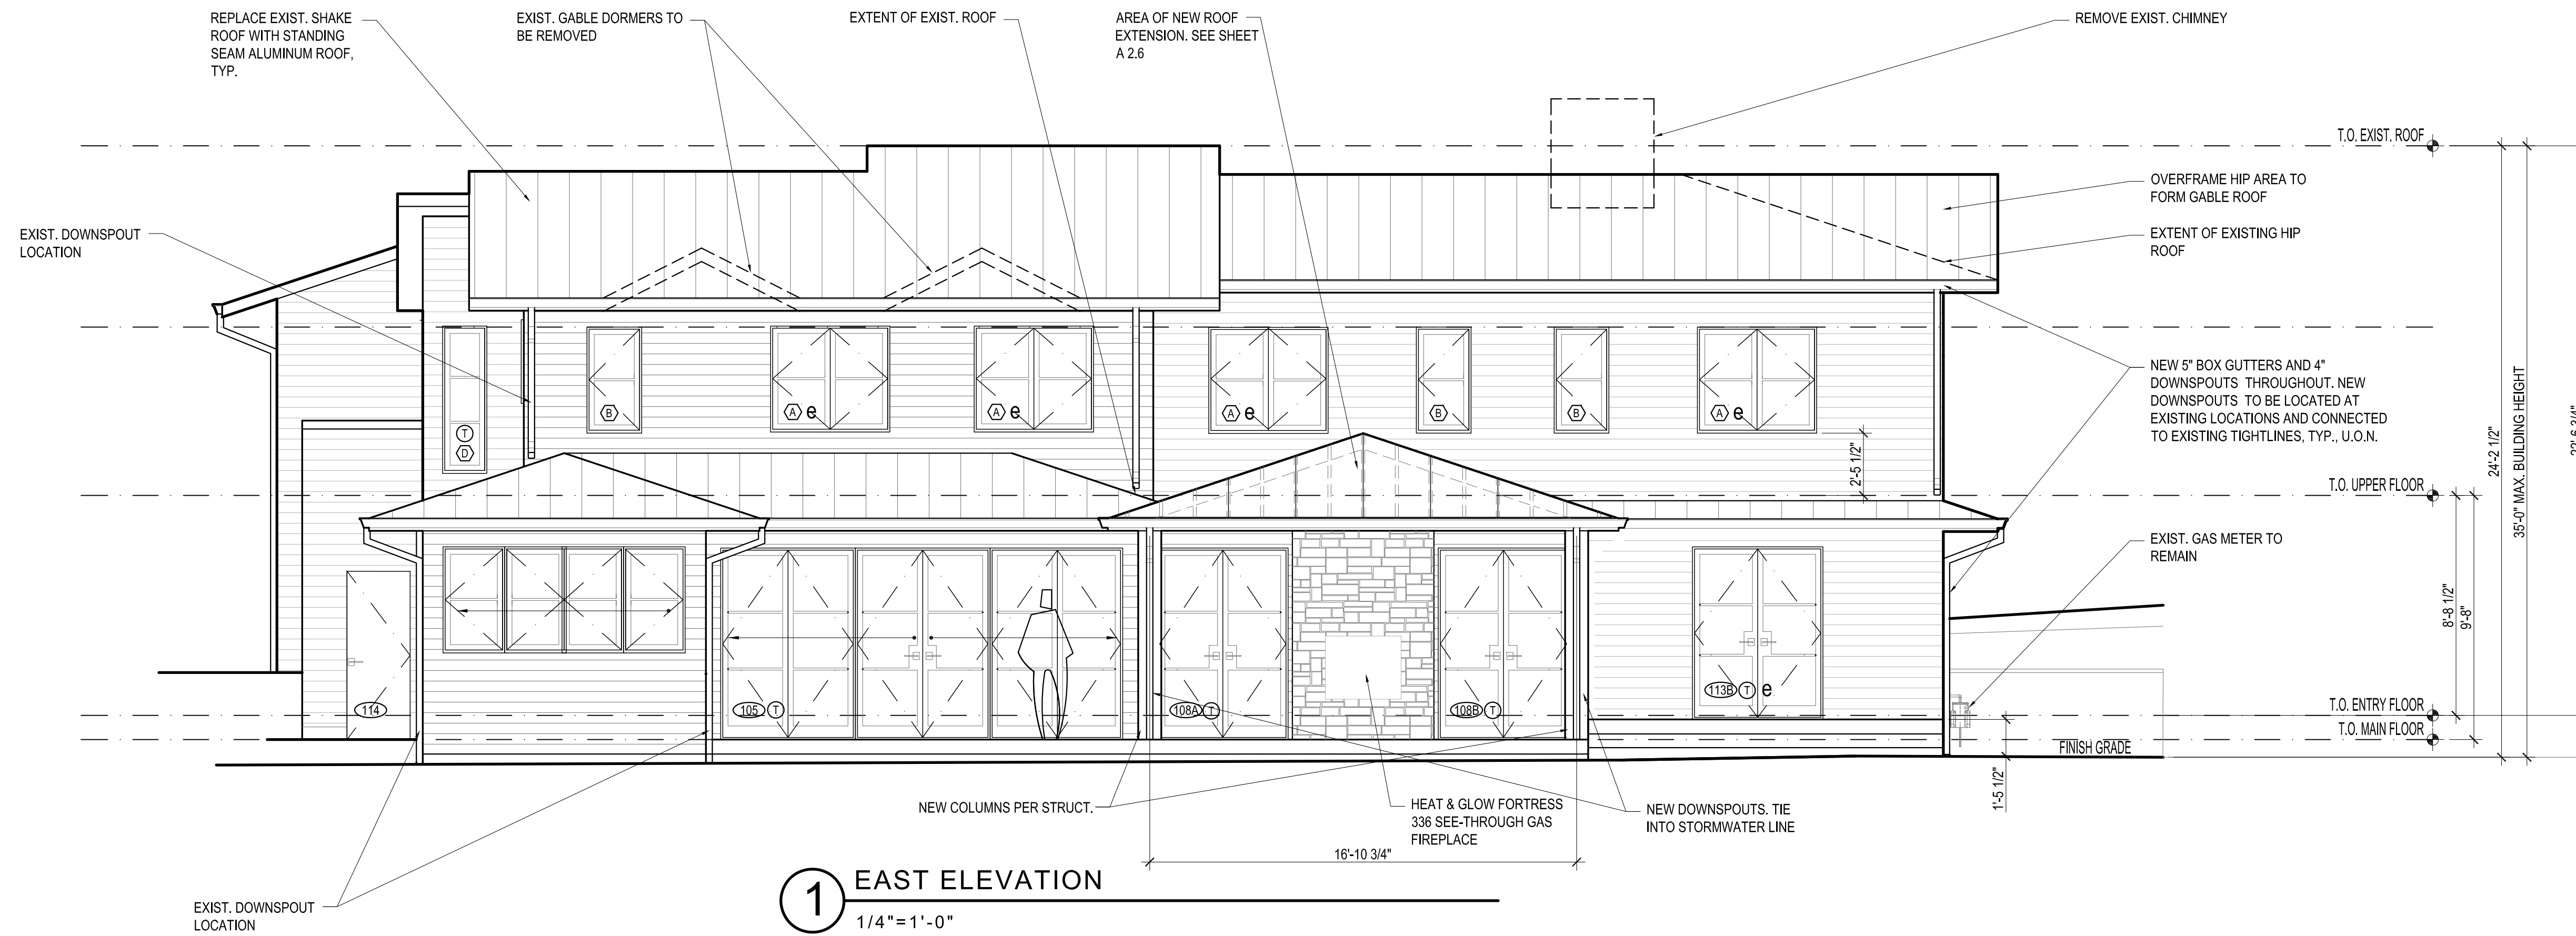 REPLACE EXIST. SHAKE
ROOF WITH STANDING
SEAM ALUMINUM ROOF,
TYP.
EXIST. GABLE DORMERS TO
BE REMOVED
EXTENT OF EXIST. ROOF
AREA OF NEW ROOF
EXTENSION. SEE SHEET
A 2.6
REMOVE EXIST. CHIMNEY
T.O. EXIST. ROOF
OVERFRAME HIP AREA TO
FORM GABLE ROOF
EXTENT OF EXISTING HIP
ROOF
EXIST. DOWNSPOUT
LOCATION
NEW 5" BOX GUTTERS AND 4"
DOWNSPOUTS THROUGHOUT. NEW
DOWNSPOUTS TO BE LOCATED AT
EXISTING LOCATIONS AND CONNECTED
TO EXISTING TIGHTLINES, TYP., U.O.N.
T
D
B
A e
A e
A e
B
B
A e
2'-5 1/2"
24'-2 1/2"
35'-0" MAX. BUILDING HEIGHT
T.O. UPPER FLOOR
EXIST. GAS METER TO
REMAIN
8'-8 1/2"
9'-8"
114
105 T
108A T
108B T
113B T e
T.O. ENTRY FLOOR
T.O. MAIN FLOOR
FINISH GRADE
1'-5 1/2"
NEW COLUMNS PER STRUCT.
HEAT & GLOW FORTRESS
336 SEE-THROUGH GAS
FIREPLACE
NEW DOWNSPOUTS. TIE
INTO STORMWATER LINE
16'-10 3/4"
EXIST. DOWNSPOUT
LOCATION
1
EAST ELEVATION
1/4"=1'-0"